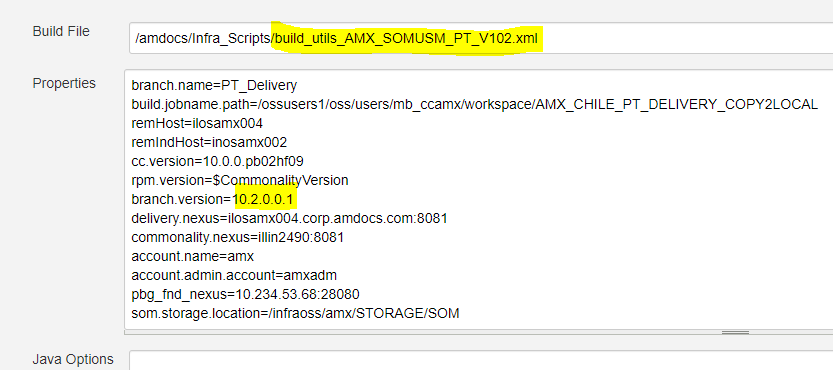 Build File
/amdocs/Infra_Scripts/build_utils_AMX_SOMUSM_PT_V102.xml
Properties
branch.name=PT_Delivery
build.jobname.path=/ossusers1/oss/users/mb_ccamx/workspace/AMX_CHILE_PT_DELIVERY_COPY2LOCAL
remHost=ilosamx004
remIndHost=inosamx002
cc.version=10.0.0.pb02hf09
rpm.version=$CommonalityVersion
branch.version=10.2.0.0.1
delivery.nexus=ilosamx004.corp.amdocs.com:8081
commonality.nexus=illin2490:8081
account.name=amx
account.admin.account=amxadm
pbg_fnd_nexus=10.234.53.68:28080
som.storage.location=/infraoss/amx/STORAGE/SOM
Java Options